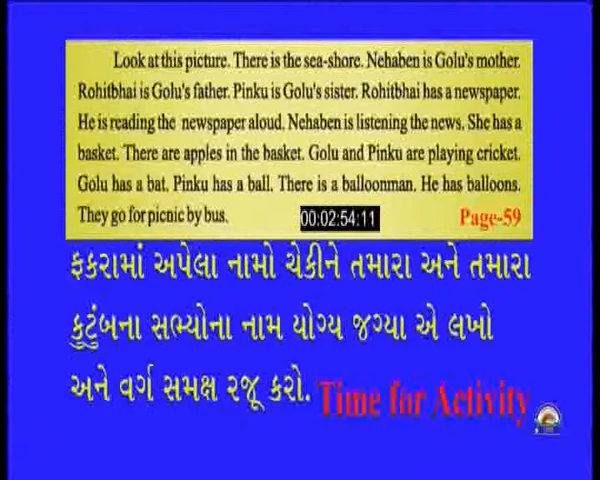 Look at this picture. There is the sea-shore. Nehaben is Golu's mother.
Rohitbhai is Golu's father. Pinku is Golu's sister. Rohitbhai has a newspaper.
He is reading the newspaper aloud. Nehaben is listening the news. She has a
basket. There are apples in the basket. Golu and Pinku are playing cricket.
Golu has a bat. Pinku has a ball. There is a balloonman. He has balloons.
They go for picnic by bus. 00:02:54:11 Page-59
ફકરામાં અપેલા નામો ચેકીને તમારા અને તમારા
કુટુંબના સભ્યોના નામ યોગ્ય જગ્યા એ લખો
અને વર્ગ સમક્ષ રજૂ કરો. Time for Activity